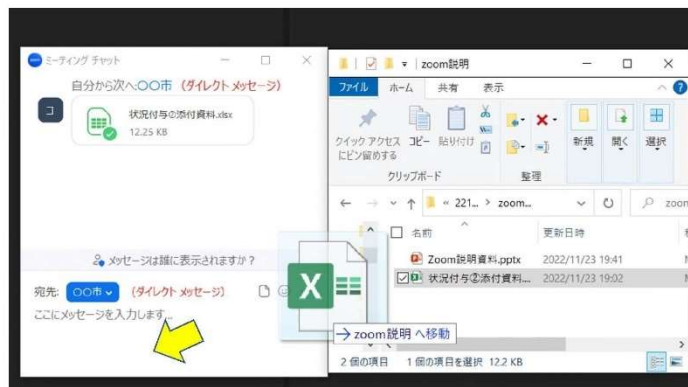 ミーティング チャット
自分から次へ:〇〇市 (ダイレクト メッセージ)
コ
状況付与②添付資料.xlsx
12.25 KB
メッセージは誰に表示されますか?
宛先: 〇〇市 (ダイレクト メッセージ)
ここにメッセージを入力します...
zoom説明
ファイル ホーム 共有 表示
クイック アクセス
にピン留めする
コピー 貼り付け
新規 開く 選択
クリップボード 整理
« 221... › zoom...
zoon
名前 更新日時
Zoom説明資料.pptx 2022/11/23 19:41
状況付与②添付資料.... 2022/11/23 19:02
X
→ zoom説明 へ移動
2 個の項目 1 個の項目を選択 12.2 KB